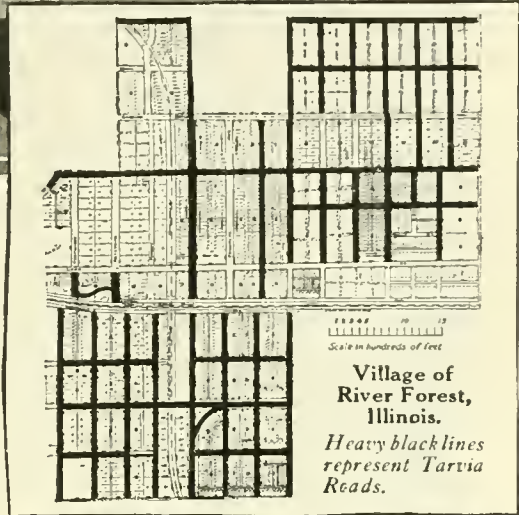 Scale in hundreds of feet
Village of
River Forest,
Illinois.
Heavy black lines
represent Tarvia
Roads.